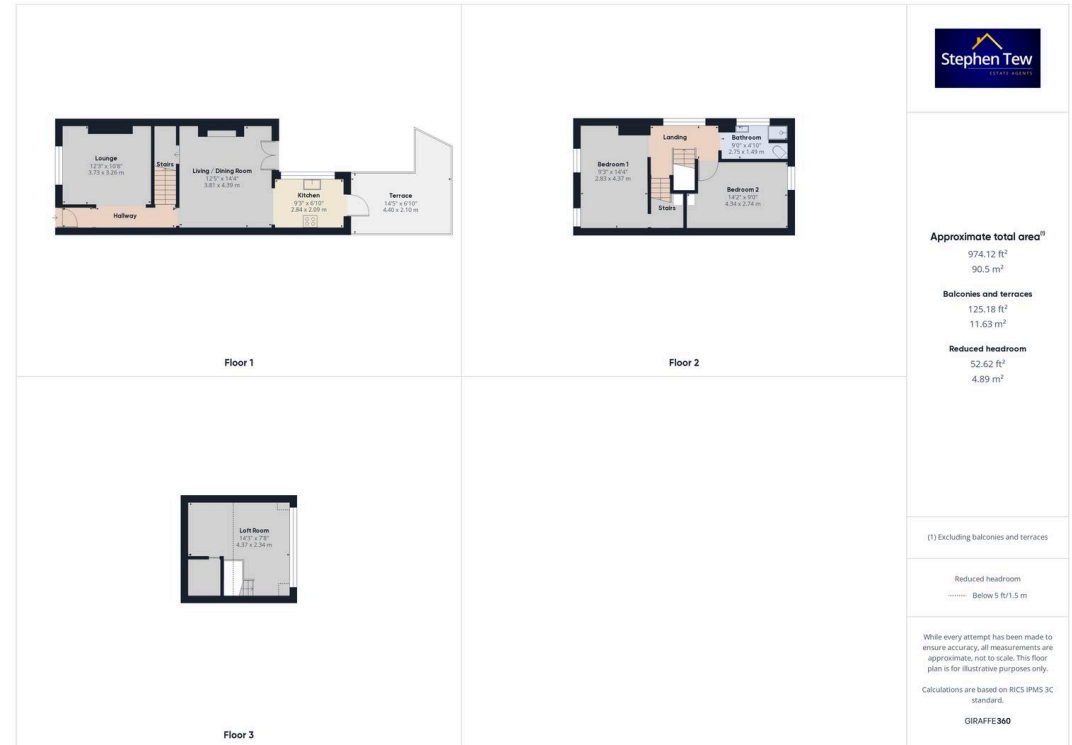 Lounge
12'3" x 10'8"
3.73 x 3.26 m
Stairs
Living / Dining Room
12'5" x 14'4"
3.81 x 4.39 m
Hallway
Kitchen
9'3" x 6'10"
2.84 x 2.09 m
Terrace
14'5" x 6'10"
4.40 x 2.10 m
Floor 1
Landing
Bathroom
9'0" x 4'10"
2.75 x 1.49 m
Bedroom 1
9'3" x 14'4"
2.83 x 4.37 m
Bedroom 2
14'2" x 9'0"
4.34 x 2.74 m
Stairs
Floor 2
Loft Room
14'3" x 7'8"
4.37 x 2.34 m
Floor 3
Stephen Tew
ESTATE AGENTS
Approximate total area(1)
974.12 ft²
90.5 m²
Balconies and terraces
125.18 ft²
11.63 m²
Reduced headroom
52.62 ft²
4.89 m²
(1) Excluding balconies and terraces
Reduced headroom
Below 5 ft/1.5 m
While every attempt has been made to
ensure accuracy, all measurements are
approximate, not to scale. This floor
plan is for illustrative purposes only.
Calculations are based on RICS IPMS 3C
standard.
GIRAFFE360